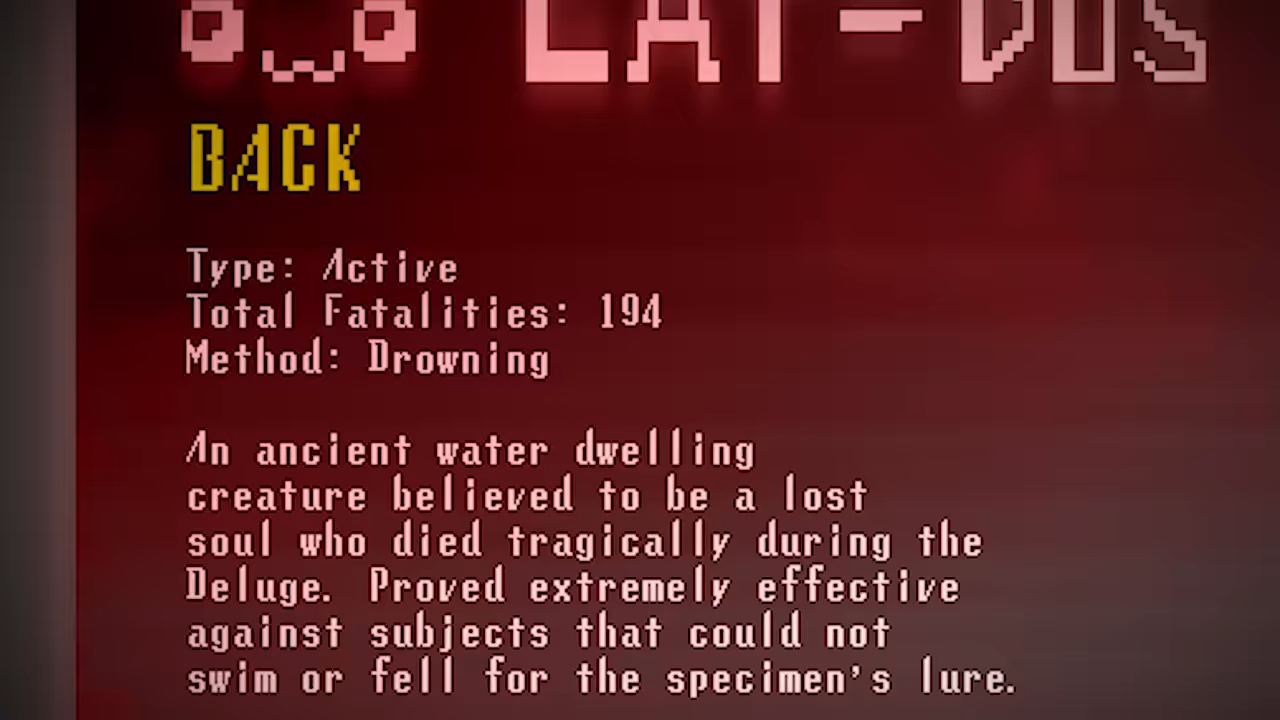 CAT-DOS
BACK
Type: Active
Total Fatalities: 194
Method: Drowning
An ancient water dwelling
creature believed to be a lost
soul who died tragically during the
Deluge. Proved extremely effective
against subjects that could not
swim or fell for the specimen's lure.